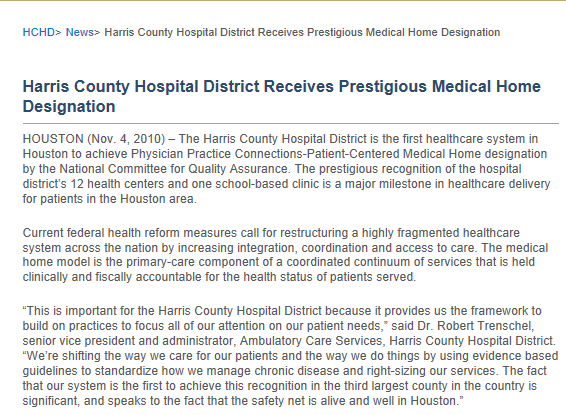 HCHD> News> Harris County Hospital District Receives Prestigious Medical Home Designation
Harris County Hospital District Receives Prestigious Medical Home
Designation
HOUSTON (Nov. 4, 2010) – The Harris County Hospital District is the first healthcare system in
Houston to achieve Physician Practice Connections-Patient-Centered Medical Home designation
by the National Committee for Quality Assurance. The prestigious recognition of the hospital
district’s 12 health centers and one school-based clinic is a major milestone in healthcare delivery
for patients in the Houston area.
Current federal health reform measures call for restructuring a highly fragmented healthcare
system across the nation by increasing integration, coordination and access to care. The medical
home model is the primary-care component of a coordinated continuum of services that is held
clinically and fiscally accountable for the health status of patients served.
“This is important for the Harris County Hospital District because it provides us the framework to
build on practices to focus all of our attention on our patient needs,” said Dr. Robert Trenschel,
senior vice president and administrator, Ambulatory Care Services, Harris County Hospital District.
“We’re shifting the way we care for our patients and the way we do things by using evidence based
guidelines to standardize how we manage chronic disease and right-sizing our services. The fact
that our system is the first to achieve this recognition in the third largest county in the country is
significant, and speaks to the fact that the safety net is alive and well in Houston.”